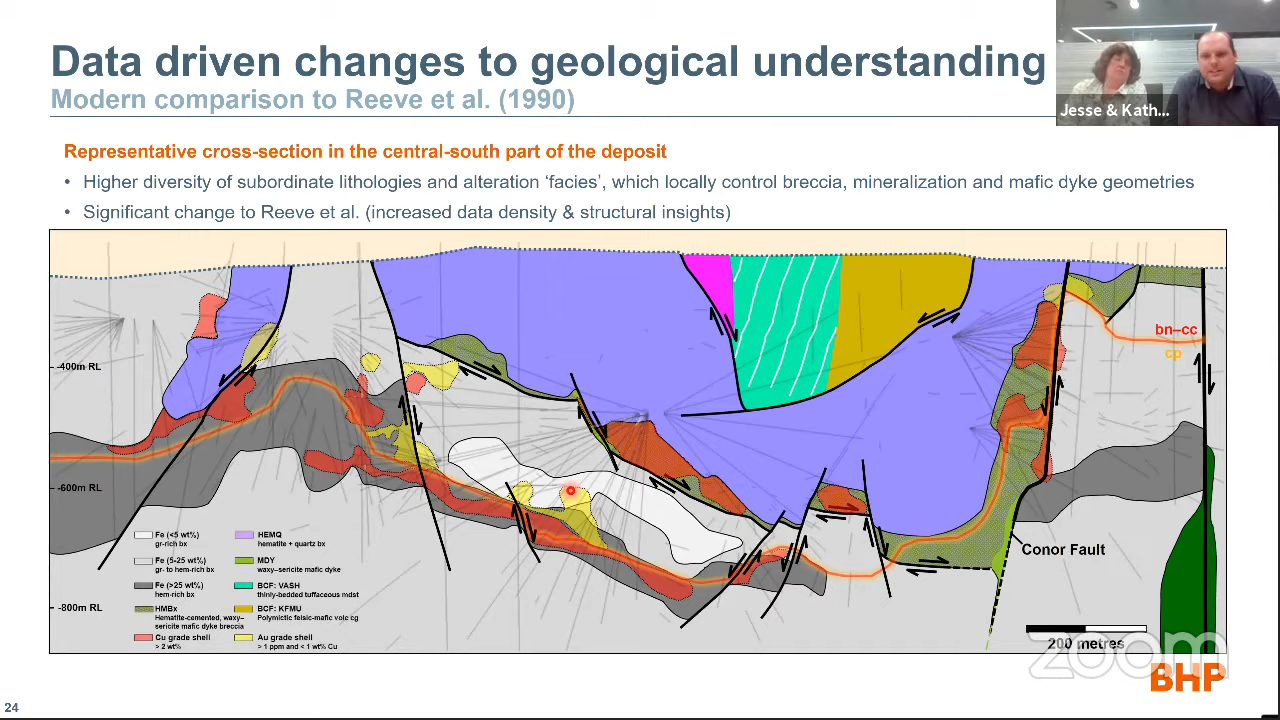 Data driven changes to geological understanding
Modern comparison to Reeve et al. (1990)
Jesse & Kath...
Representative cross-section in the central-south part of the deposit
• Higher diversity of subordinate lithologies and alteration ‘facies’, which locally control breccia, mineralization and mafic dyke geometries
• Significant change to Reeve et al. (increased data density & structural insights)
bn–cc
cp
-400m RL
-600m RL
-800m RL
Conor Fault
Fe (<5 wt%)
gr-rich bx
HEMQ
hematite + quartz bx
Fe (5-25 wt%)
gr- to hem-rich bx
MDY
waxy–sericite mafic dyke
Fe (>25 wt%)
hem-rich bx
BCF: VASH
thinly-bedded tuffaceous mdst
HMBx
Hematite-cemented, waxy–
sericite mafic dyke breccia
BCF: KFMU
Polymictic felsic-mafic volc cg
Cu grade shell
> 2 wt%
Au grade shell
> 1 ppm and < 1 wt% Cu
200 metres
zoom
BHP
24